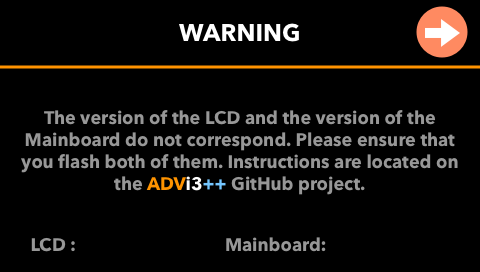 WARNING
The version of the LCD and the version of the
Mainboard do not correspond. Please ensure that
you flash both of them. Instructions are located on
the ADVi3++ GitHub project.
LCD : Mainboard: